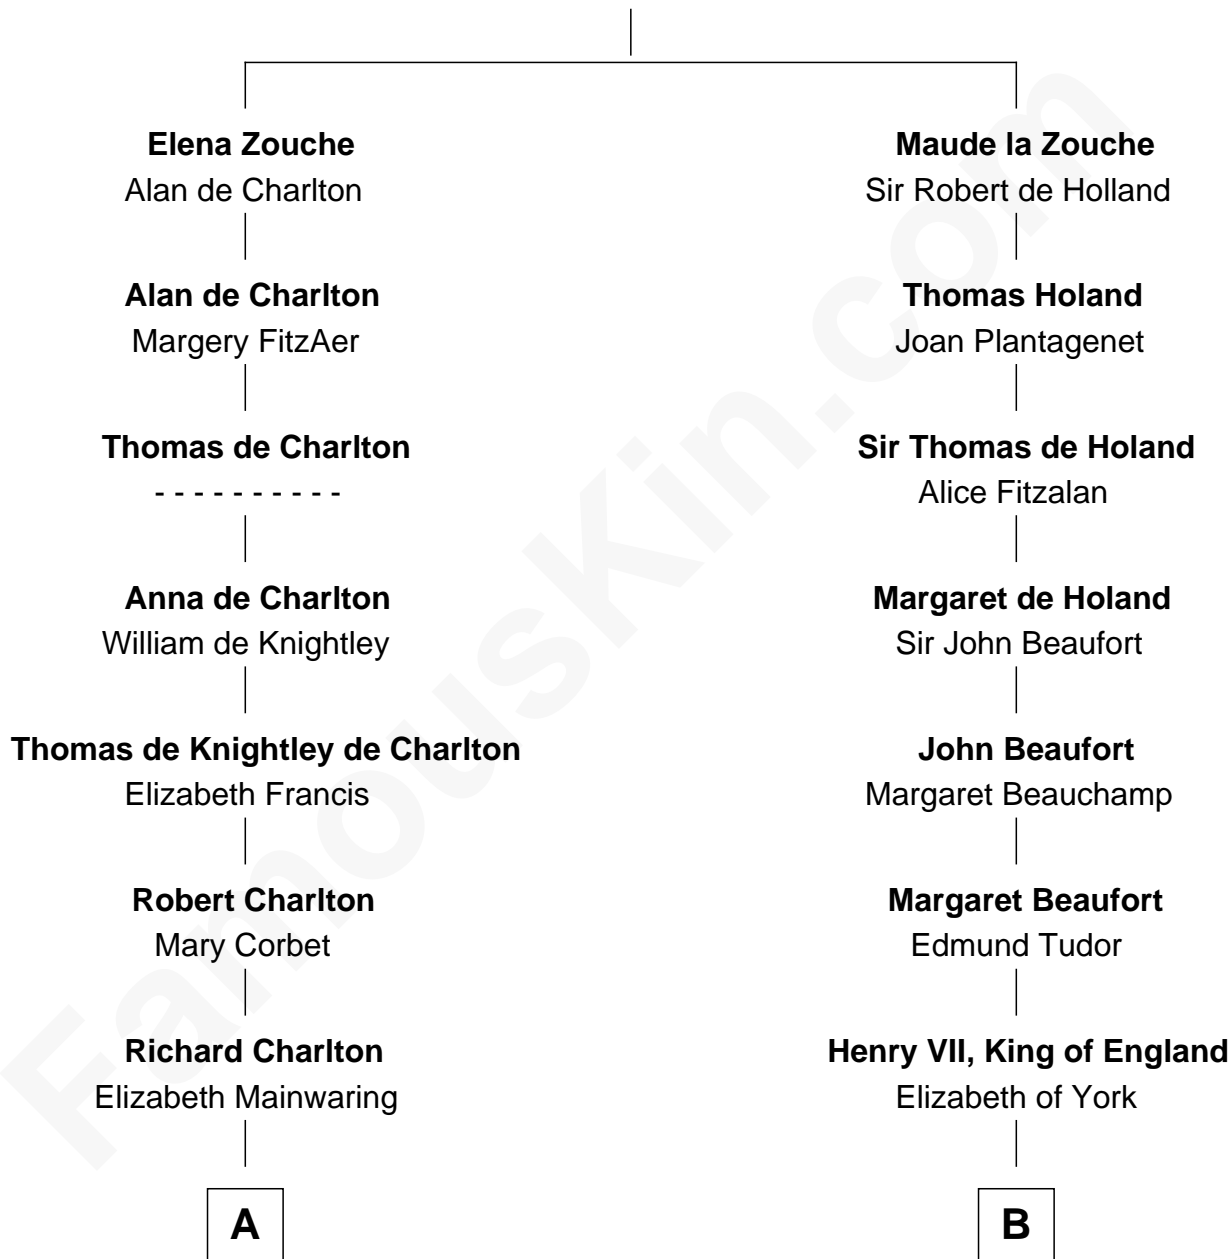 Elena Zouche
Alan de Charlton
Alan de Charlton
Margery FitzAer
Thomas de Charlton
- - - - - - - - - -
Anna de Charlton
William de Knightley
Thomas de Knightley de Charlton
Elizabeth Francis
Robert Charlton
Mary Corbet
Richard Charlton
Elizabeth Mainwaring
A
Maude la Zouche
Sir Robert de Holland
Thomas Holand
Joan Plantagenet
Sir Thomas de Holand
Alice Fitzalan
Margaret de Holand
Sir John Beaufort
John Beaufort
Margaret Beauchamp
Margaret Beaufort
Edmund Tudor
Henry VII, King of England
Elizabeth of York
B
FamousKin.com